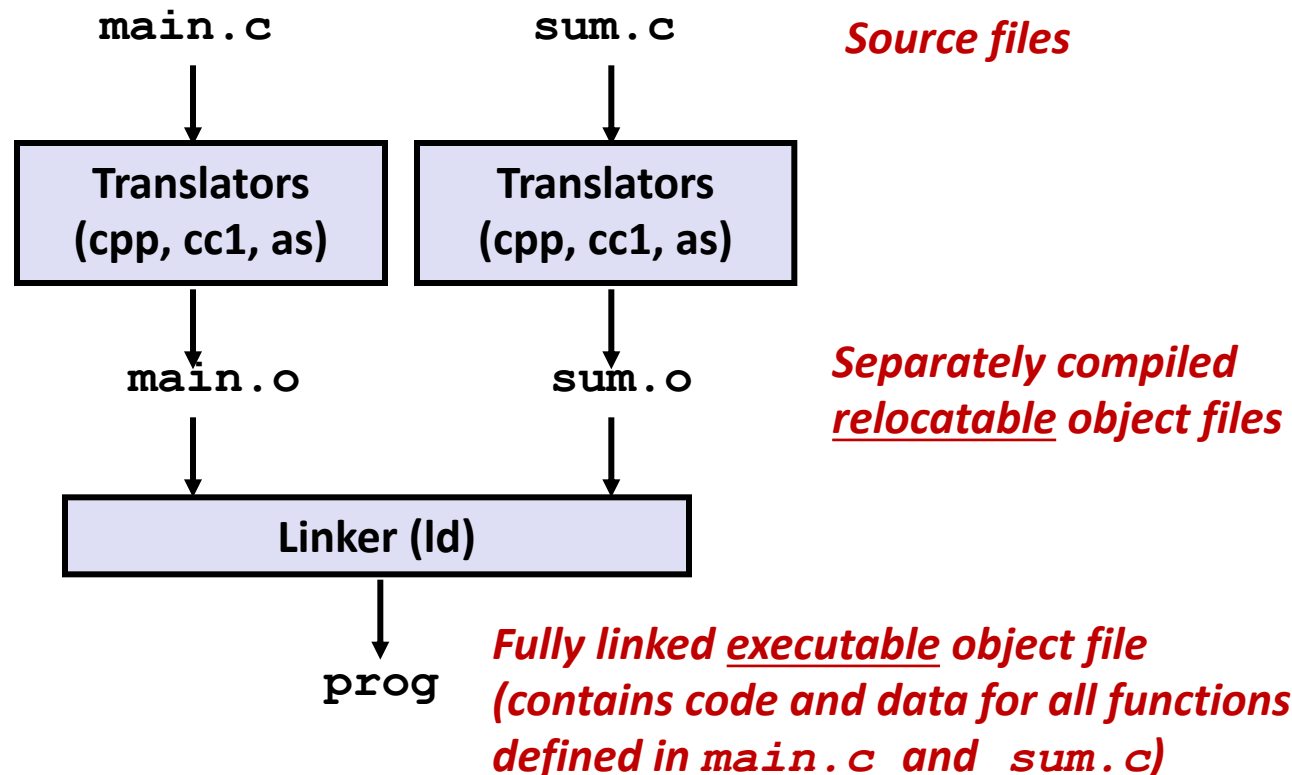 main.c
sum.c
Source files
Translators
(cpp, cc1, as)
Translators
(cpp, cc1, as)
main.o
sum.o
Separately compiled
relocatable object files
Linker (ld)
prog
Fully linked executable object file
(contains code and data for all functions
defined in main.c and sum.c)